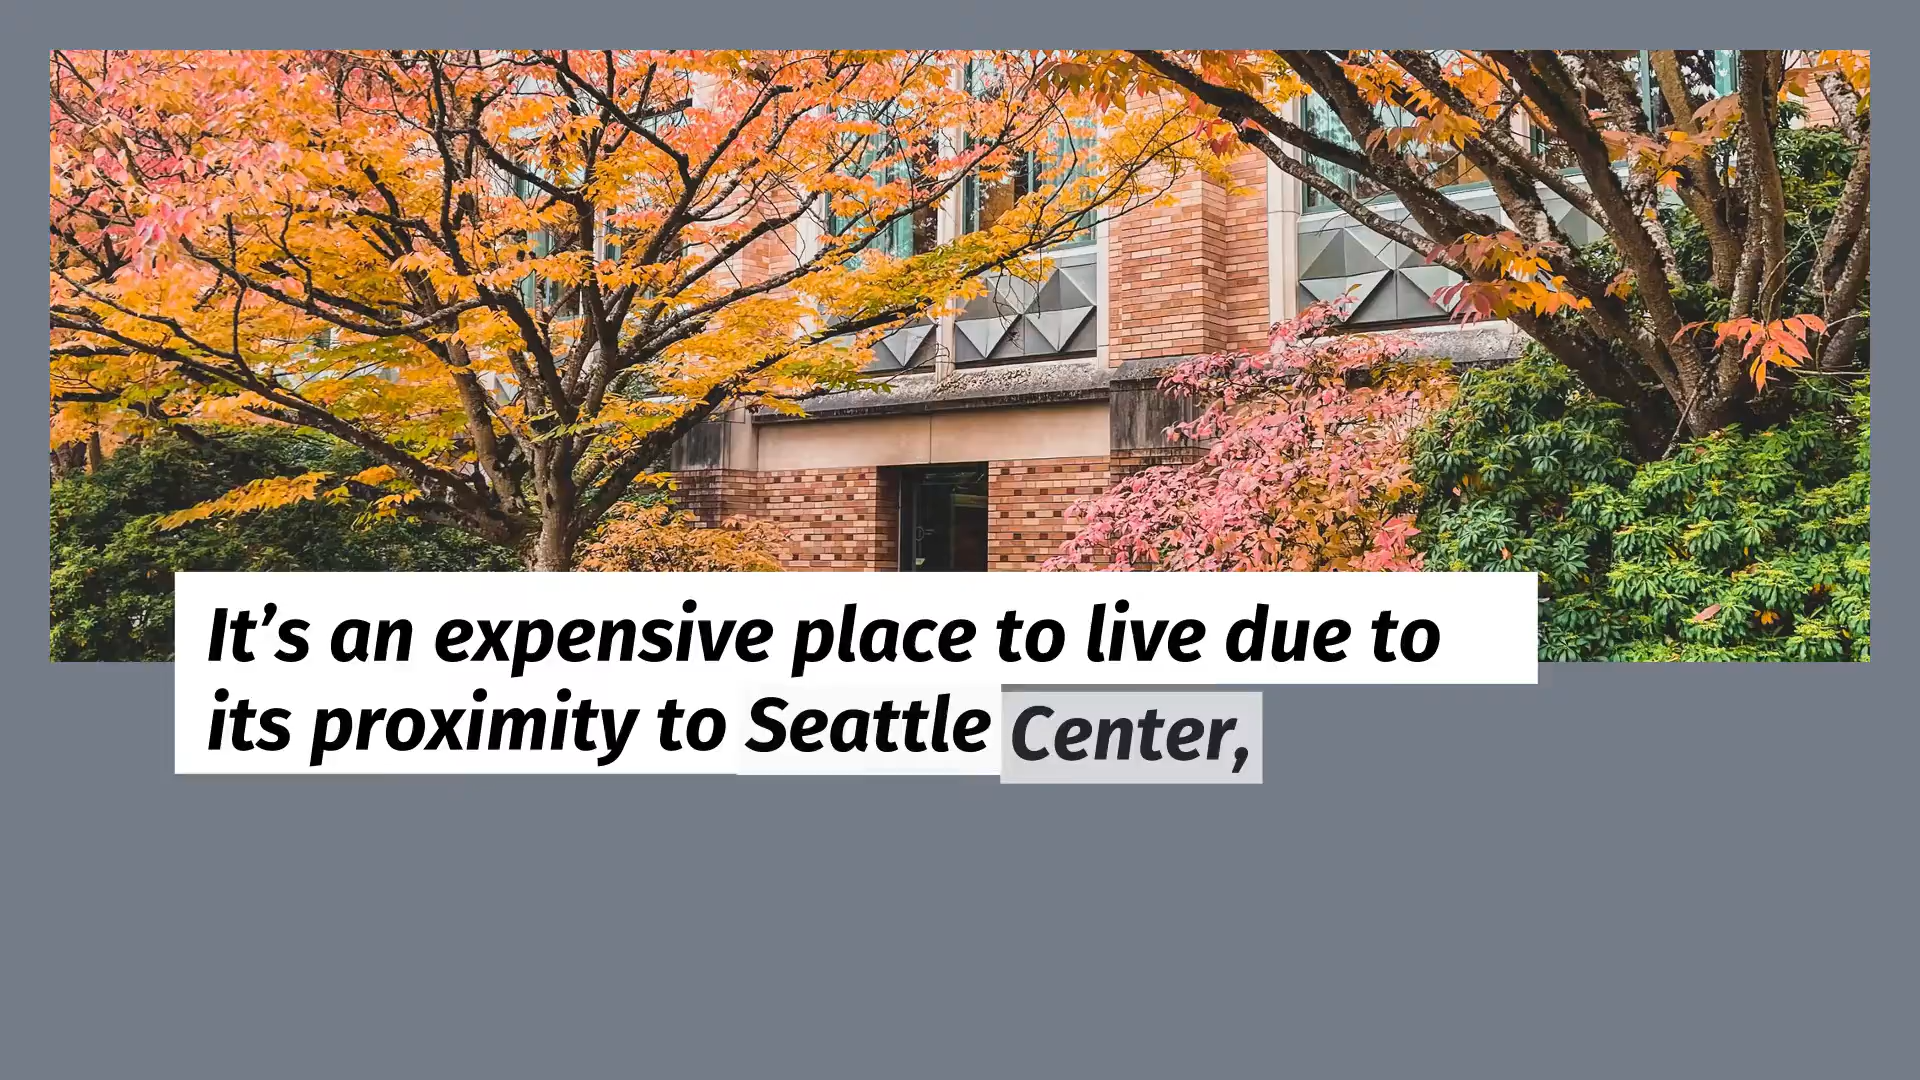 It’s an expensive place to live due to
its proximity to Seattle Center,